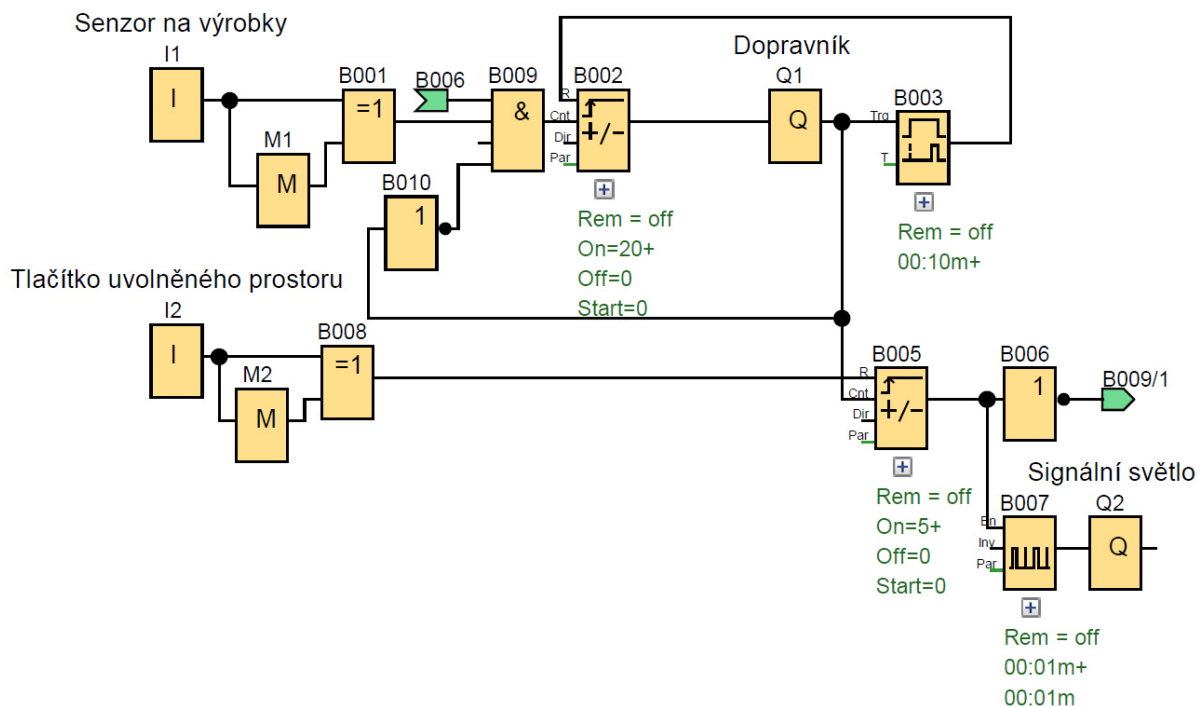 Senzor na výrobky
I1
I
M1
M
B001
=1
B006
B009
&
B002
R
Cnt
Dir
Par
+/-
Rem = off
On=20+
Off=0
Start=0
B010
1
Dopravník
Q1
Q
B003
Trg
T
Rem = off
00:10m+
Tlačítko uvolněného prostoru
I2
I
M2
M
B008
=1
B005
R
Cnt
Dir
Par
+/-
Rem = off
On=5+
Off=0
Start=0
B006
1
B009/1
Signální světlo
B007
En
Inv
Par
Rem = off
00:01m+
00:01m
Q2
Q